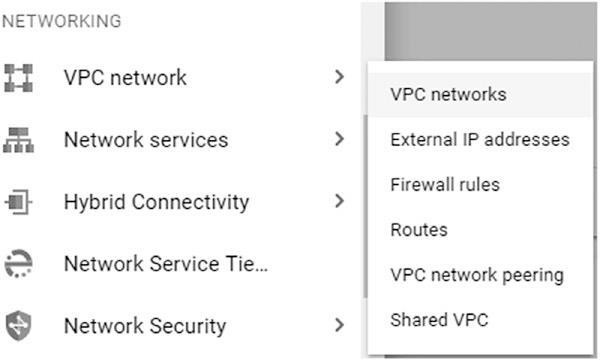 NETWORKING
VPC network
Network services
Hybrid Connectivity
Network Service Tie...
Network Security
VPC networks
External IP addresses
Firewall rules
Routes
VPC network peering
Shared VPC